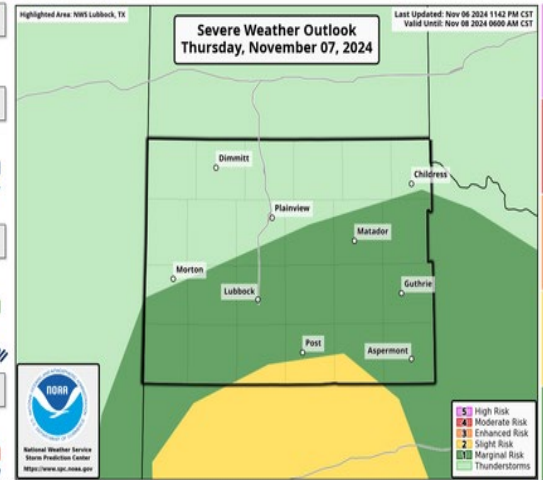 Highlighted Area: NWS Lubbock, TX
Severe Weather Outlook
Thursday, November 07, 2024
Last Updated: Nov 06 2024 1142 PM CST
Valid Until: Nov 08 2024 0600 AM CST
Dimmitt
Childress
Plainview
Matador
Morton
Lubbock
Guthrie
Post
Aspermont
NOAA
National Weather Service
Storm Prediction Center
https://www.spc.noaa.gov
5 High Risk
4 Moderate Risk
3 Enhanced Risk
2 Slight Risk
1 Marginal Risk
Thunderstorms